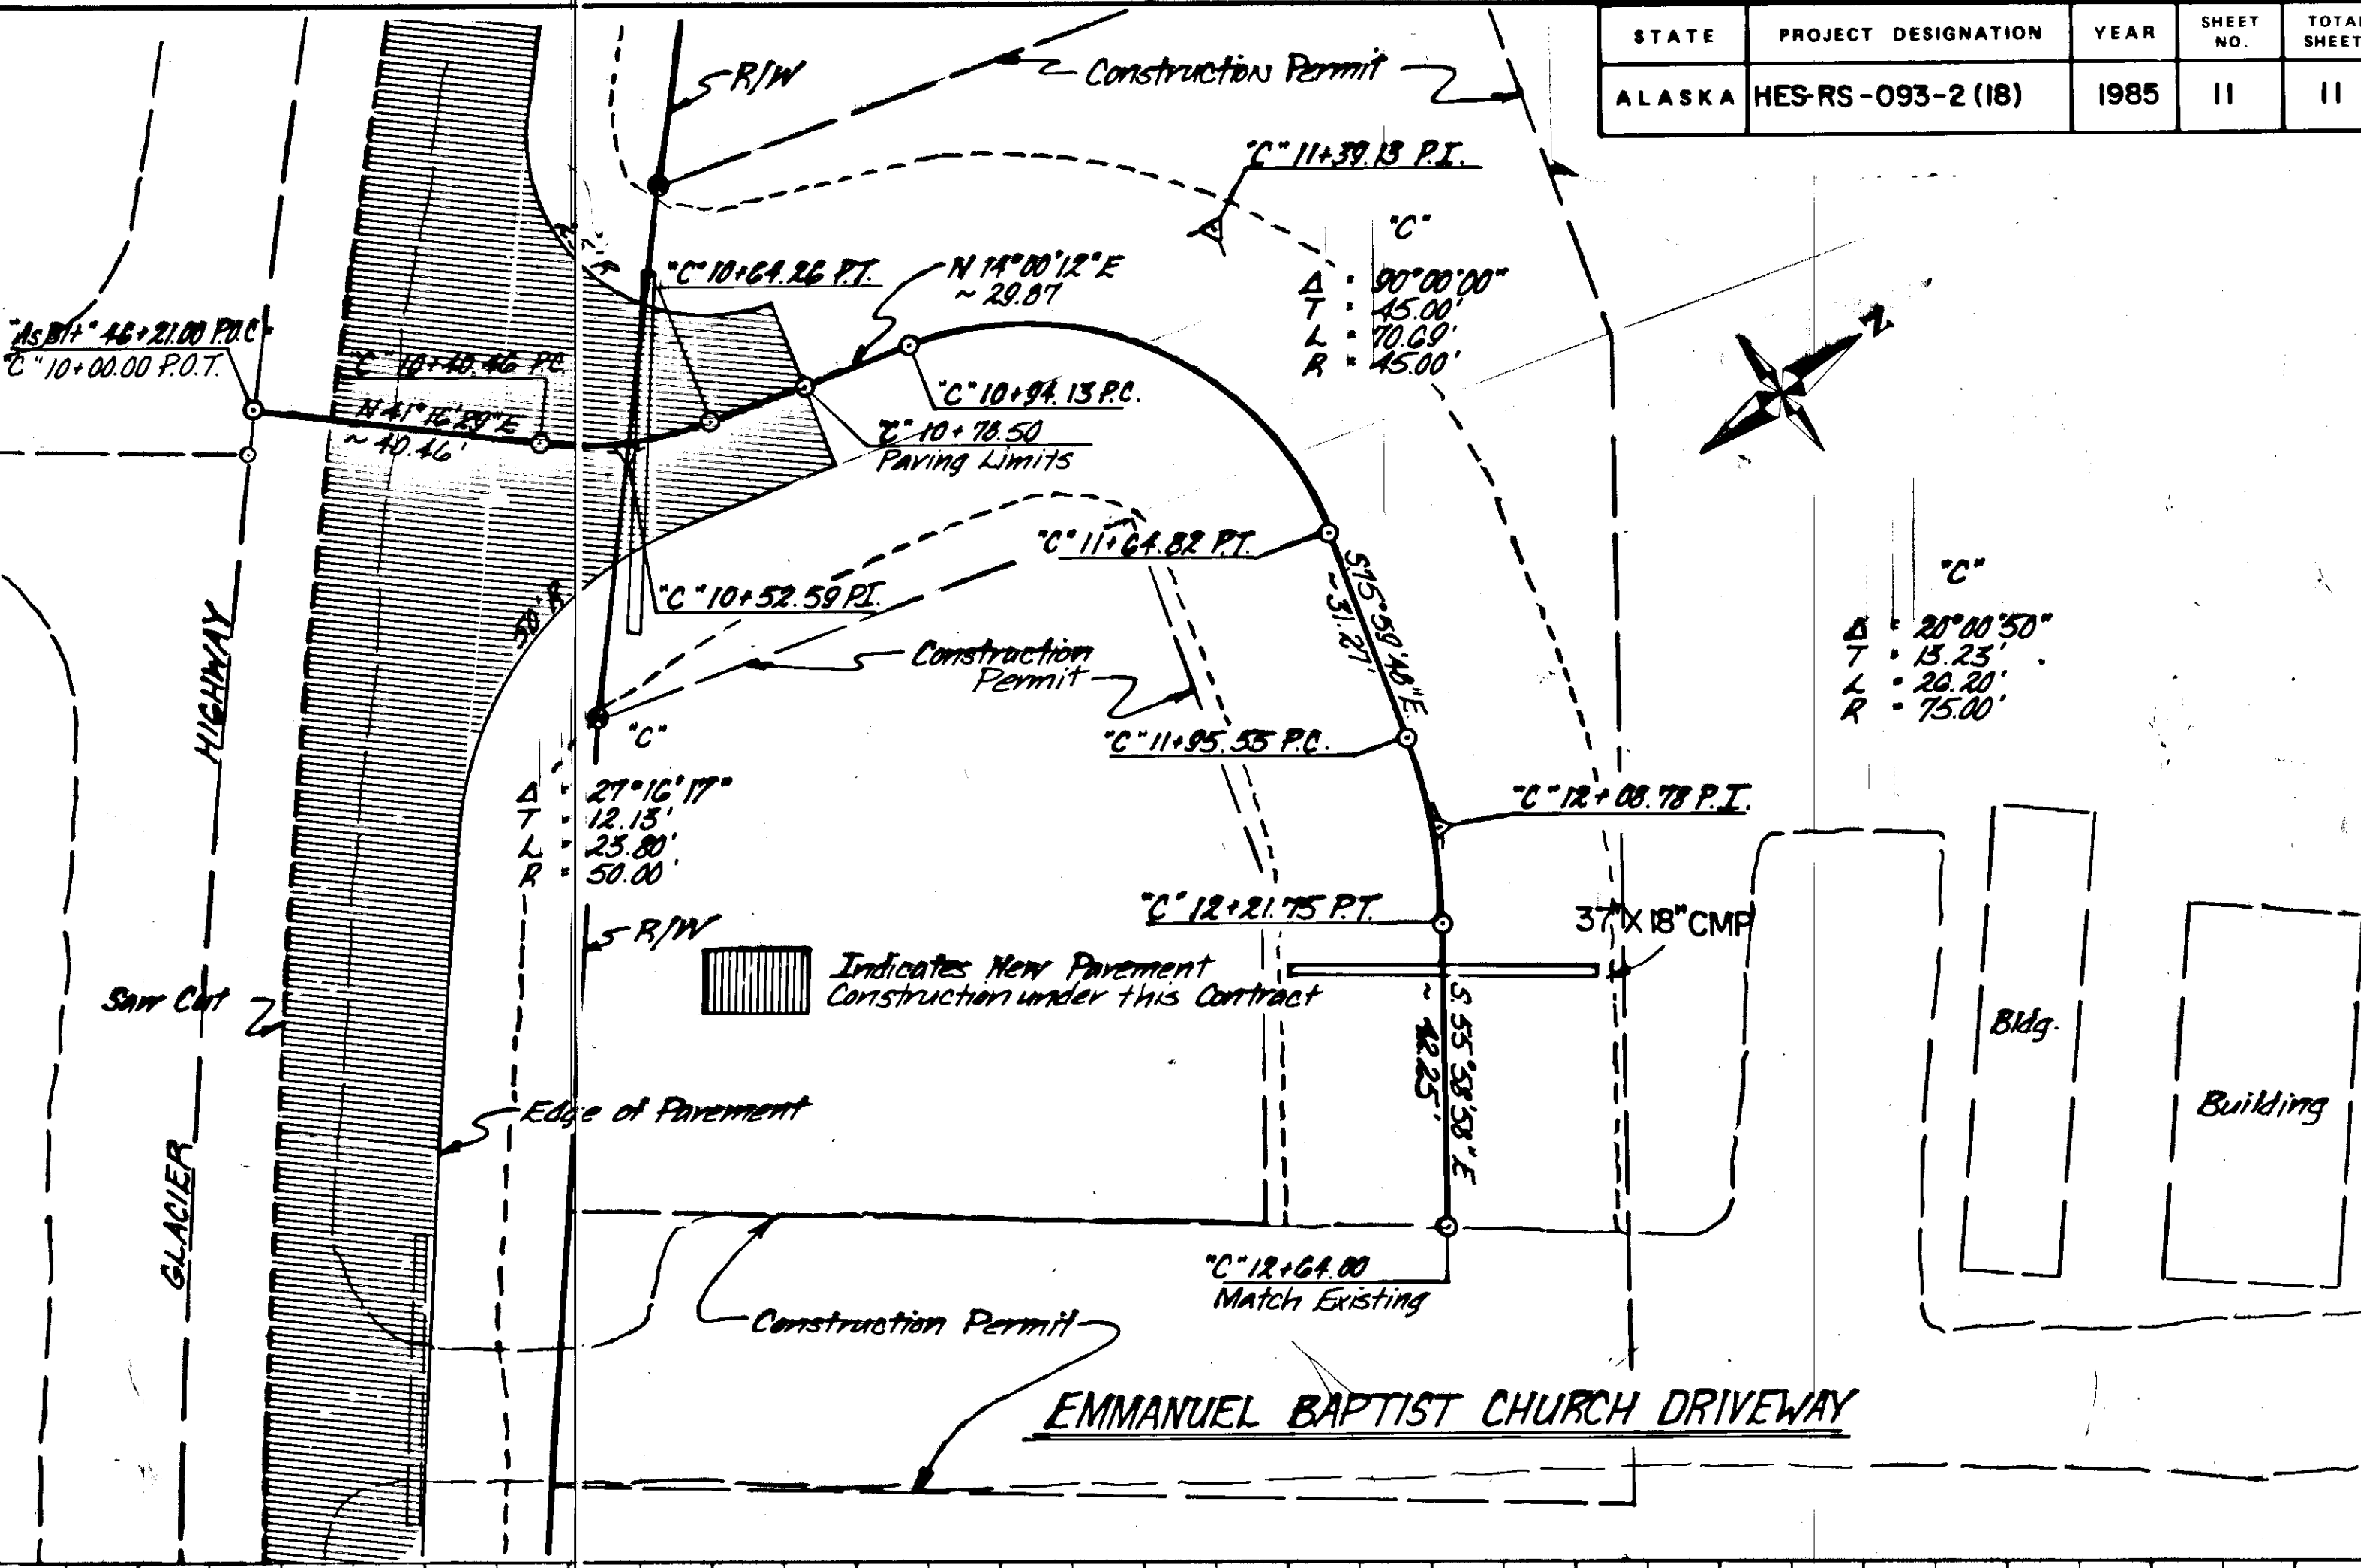 STATE PROJECT DESIGNATION YEAR SHEET NO. TOTAL SHEET
ALASKA HES-RS-093-2 (18) 1985 11 11
R/W
Construction Permit
"C" 11+39.13 P.I.
"C"
Δ = 90°00'00"
T = 45.00'
L = 70.69'
R = 45.00'
N
"C" 10+64.26 P.T.
N 14°00'12" E
~ 29.87
"AsBlt" 46+21.00 P.O.C.
"C" 10+00.00 P.O.T.
"C" 10+40.46 P.C.
N 41°16'29" E
~ 40.46'
"C" 10+94.13 P.C.
"C" 10+78.50
Paving Limits
"C" 11+64.82 P.T.
"C" 10+52.59 P.I.
50' R
S75°59'48"E
~ 31.27'
Construction
Permit
"C" 11+95.55 P.C.
"C"
Δ = 20°00'50"
T = 13.23'
L = 26.20'
R = 75.00'
"C"
Δ = 27°16'17"
T = 12.13'
L = 23.80'
R = 50.00'
"C" 12+08.78 P.I.
"C" 12+21.75 P.T.
37' X 18" CMP
R/W
Indicates New Pavement
Construction under this Contract
Saw Cut
S. 55°58'58" E
~ 42.25'
Bldg.
Building
Edge of Pavement
GLACIER HIGHWAY
"C" 12+64.00
Match Existing
Construction Permit
EMMANUEL BAPTIST CHURCH DRIVEWAY